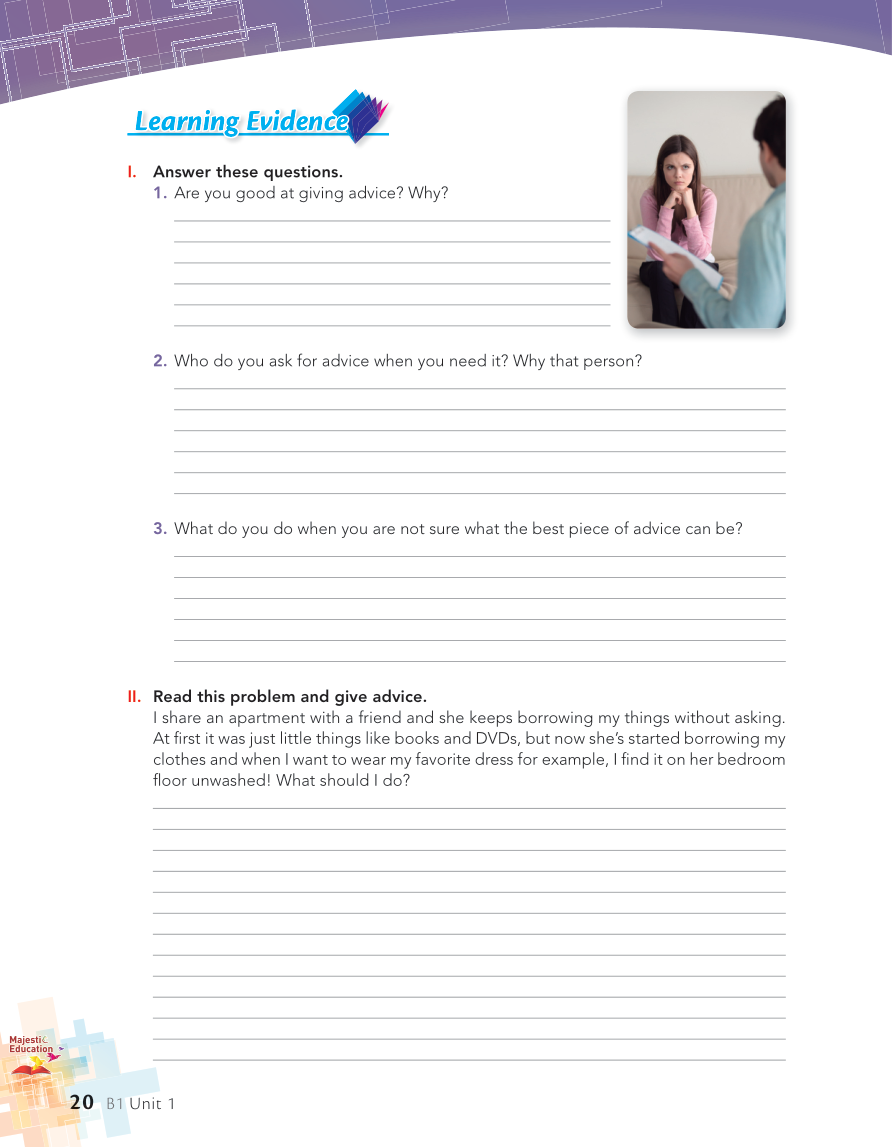 Learning Evidence
I. Answer these questions.
1. Are you good at giving advice? Why?
2. Who do you ask for advice when you need it? Why that person?
3. What do you do when you are not sure what the best piece of advice can be?
II. Read this problem and give advice.
I share an apartment with a friend and she keeps borrowing my things without asking.
At first it was just little things like books and DVDs, but now she’s started borrowing my
clothes and when I want to wear my favorite dress for example, I find it on her bedroom
floor unwashed! What should I do?
Majestic
Education
20 B1 Unit 1